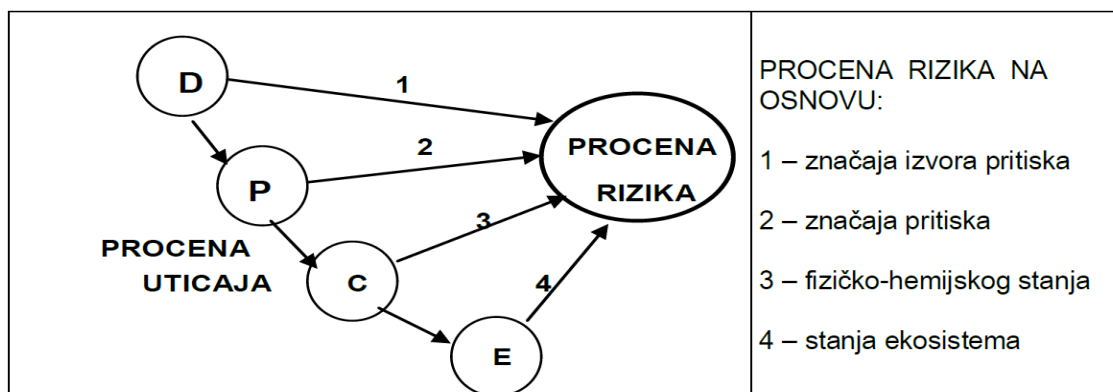 D
1
2
PROCENA
RIZIKA
P
3
PROCENA
UTICAJA
C
4
E
PROCENA RIZIKA NA
OSNOVU:
1 – značaja izvora pritiska
2 – značaja pritiska
3 – fizičko-hemijskog stanja
4 – stanja ekosistema